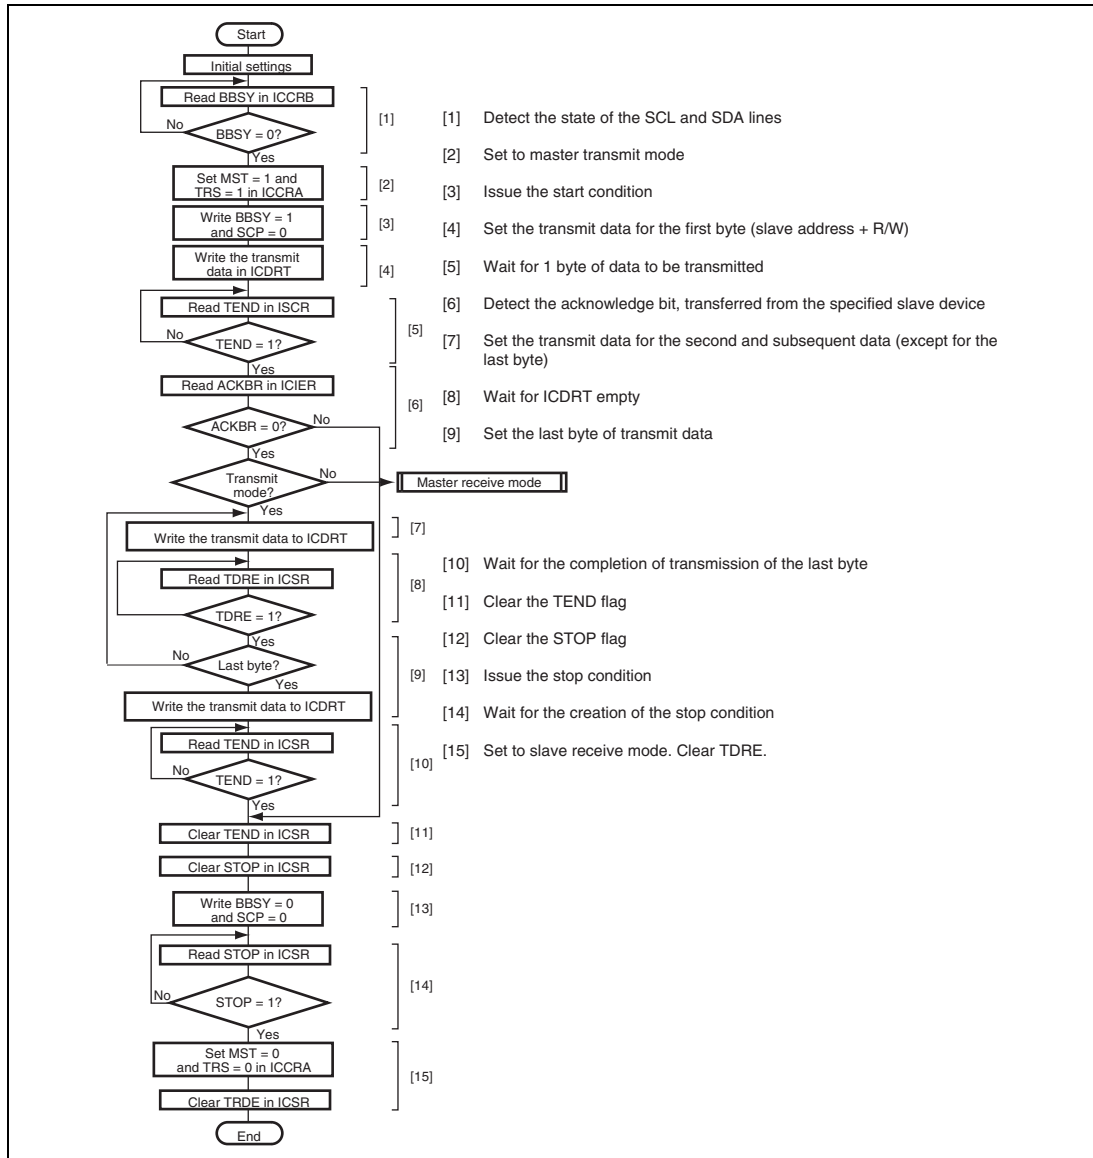 Start
Initial settings
Read BBSY in ICCRB
No
BBSY = 0?
Yes
[1]
Set MST = 1 and
TRS = 1 in ICCRA
[2]
Write BBSY = 1
and SCP = 0
[3]
Write the transmit
data in ICDRT
[4]
Read TEND in ISCR
No
TEND = 1?
Yes
[5]
Read ACKBR in ICIER
ACKBR = 0?
No
Yes
[6]
Transmit
mode?
No
Yes
Master receive mode
Write the transmit data to ICDRT
[7]
Read TDRE in ICSR
TDRE = 1?
Yes
[8]
No
Last byte?
Yes
[9]
Write the transmit data to ICDRT
Read TEND in ICSR
No
TEND = 1?
Yes
[10]
Clear TEND in ICSR
[11]
Clear STOP in ICSR
[12]
Write BBSY = 0
and SCP = 0
[13]
Read STOP in ICSR
No
STOP = 1?
Yes
[14]
Set MST = 0
and TRS = 0 in ICCRA
[15]
Clear TRDE in ICSR
End
[1] Detect the state of the SCL and SDA lines
[2] Set to master transmit mode
[3] Issue the start condition
[4] Set the transmit data for the first byte (slave address + R/W)
[5] Wait for 1 byte of data to be transmitted
[6] Detect the acknowledge bit, transferred from the specified slave device
[7] Set the transmit data for the second and subsequent data (except for the
last byte)
[8] Wait for ICDRT empty
[9] Set the last byte of transmit data
[10] Wait for the completion of transmission of the last byte
[11] Clear the TEND flag
[12] Clear the STOP flag
[13] Issue the stop condition
[14] Wait for the creation of the stop condition
[15] Set to slave receive mode. Clear TDRE.